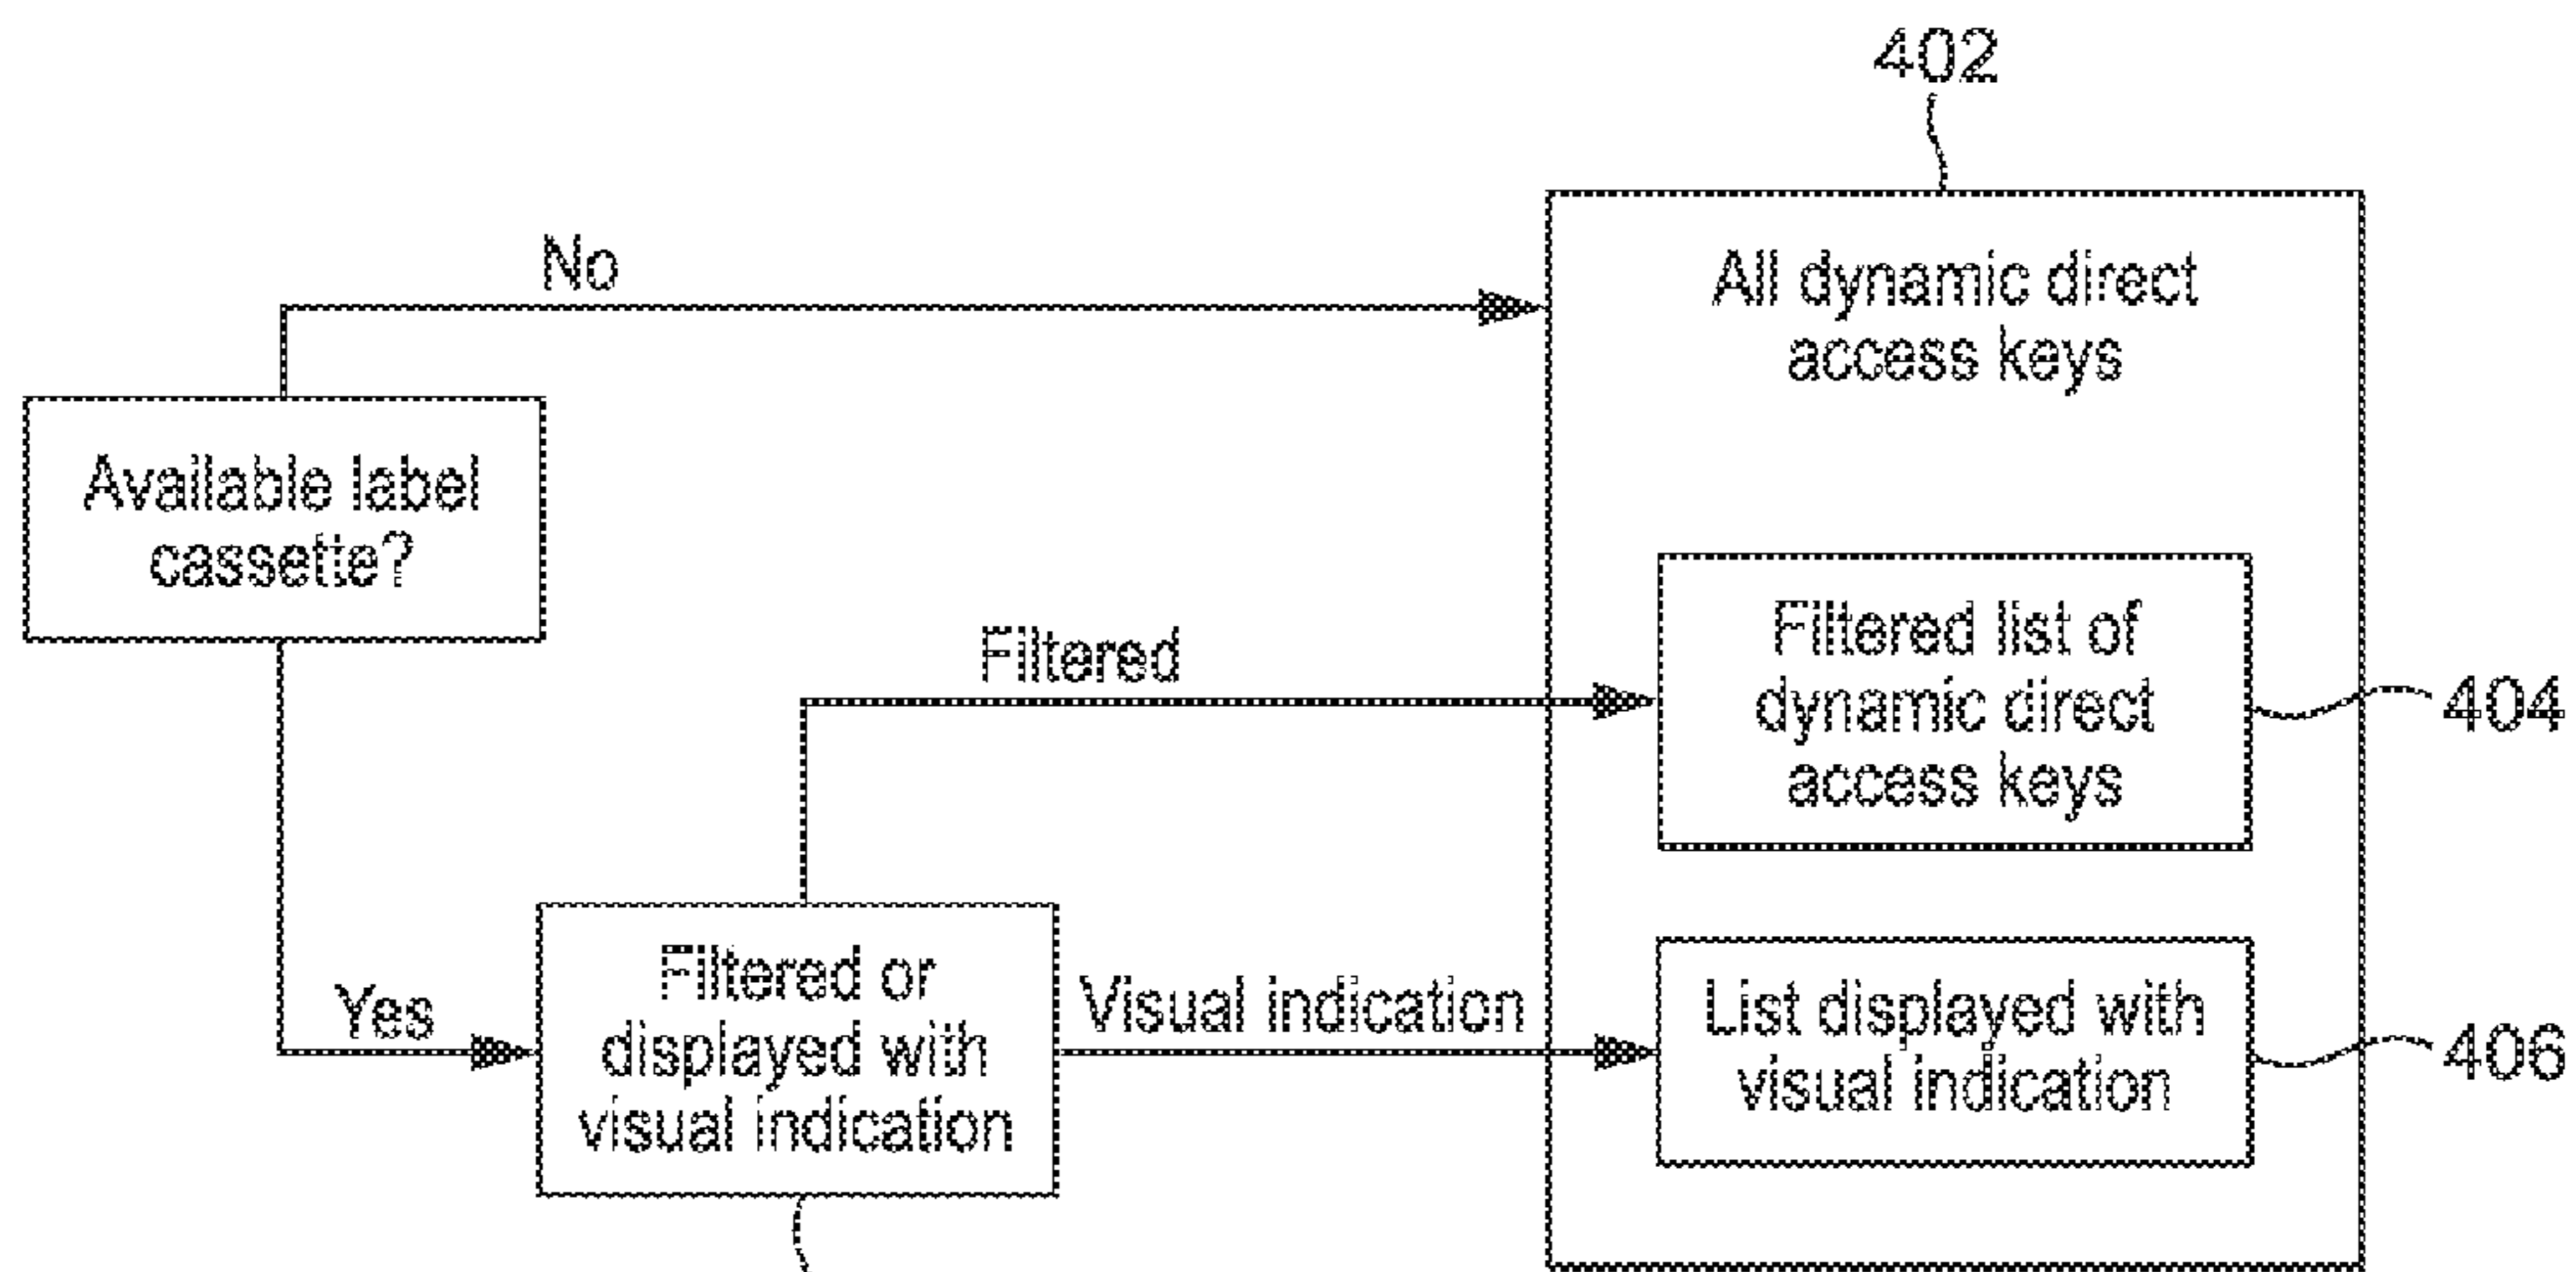 402
No
All dynamic direct
access keys
Available label
cassette?
Filtered
Filtered list of
dynamic direct
access keys
404
Yes
Filtered or
displayed with
visual indication
Visual indication
List displayed with
visual indication
406